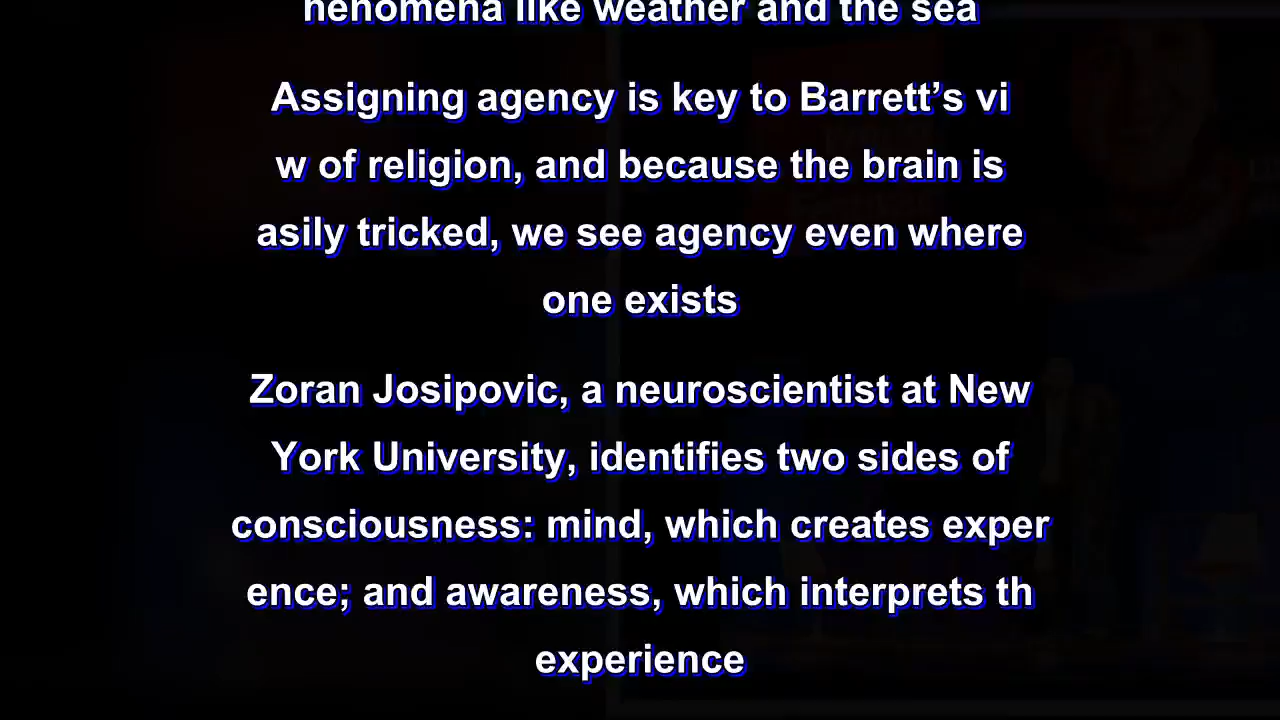 henomena like weather and the sea
Assigning agency is key to Barrett’s vi
w of religion, and because the brain is
asily tricked, we see agency even where
one exists
Zoran Josipovic, a neuroscientist at New
York University, identifies two sides of
consciousness: mind, which creates exper
ence; and awareness, which interprets th
experience